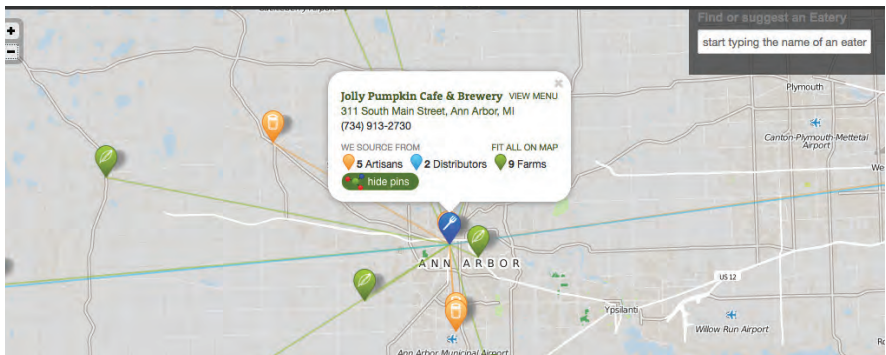 +
−
Find or suggest an Eatery
start typing the name of an eater
Jolly Pumpkin Cafe & Brewery VIEW MENU
311 South Main Street, Ann Arbor, MI
(734) 913-2730
WE SOURCE FROM FIT ALL ON MAP
5 Artisans 2 Distributors 9 Farms
hide pins
Plymouth
Canton-Plymouth-Mettetal
Airport
ANN ARBOR
US 12
Ypsilanti
Willow Run Airport
Ann Arbor Municipal Airport